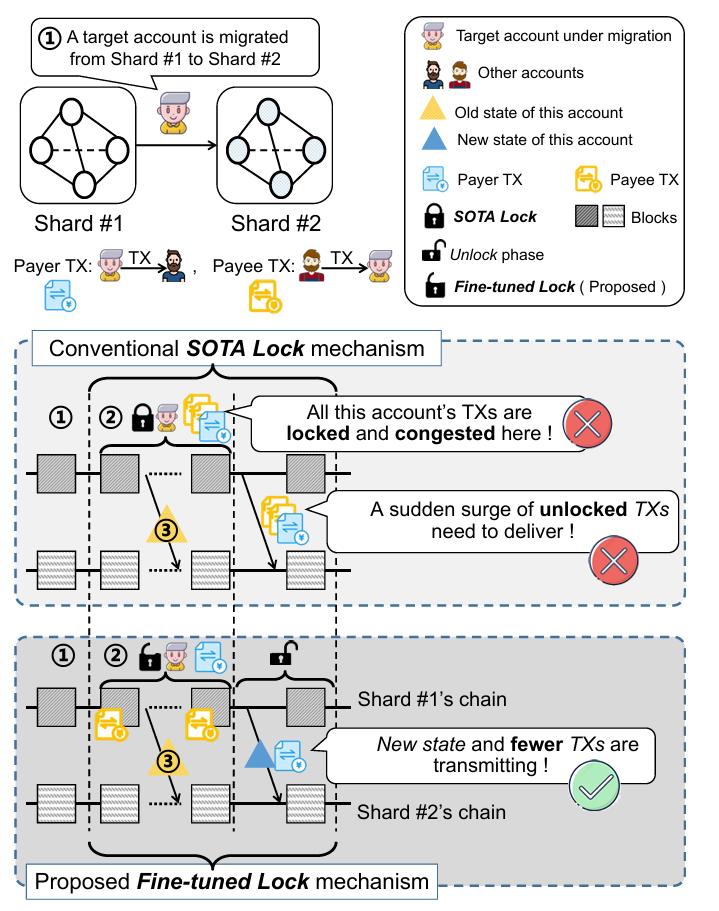 ① A target account is migrated
from Shard #1 to Shard #2
Shard #1
Shard #2
Payer TX:
TX
,
Payee TX:
TX
¥
¥
Target account under migration
Other accounts
Old state of this account
New state of this account
¥
Payer TX
¥
Payee TX
SOTA Lock
Blocks
Unlock phase
Fine-tuned Lock ( Proposed )
Conventional SOTA Lock mechanism
①
②
¥
All this account's TXs are
locked and congested here !
③
¥
A sudden surge of unlocked TXs
need to deliver !
①
②
¥
¥
¥
Shard #1's chain
③
¥
New state and fewer TXs are
transmitting !
Shard #2's chain
Proposed Fine-tuned Lock mechanism